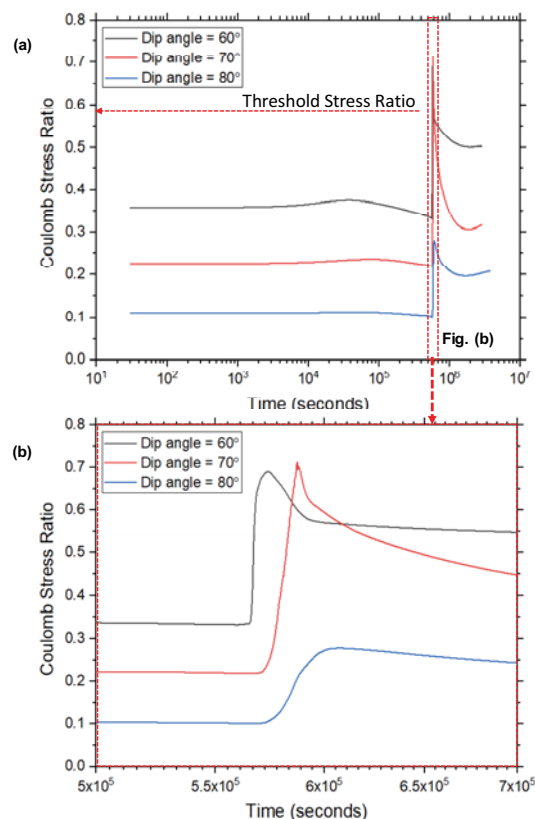 (a)
Dip angle = 60°
Dip angle = 70°
Dip angle = 80°
Threshold Stress Ratio
Coulomb Stress Ratio
0.8
0.7
0.6
0.5
0.4
0.3
0.2
0.1
0.0
Fig. (b)
10¹ 10² 10³ 10⁴ 10⁵ 10⁶ 10⁷
Time (seconds)
(b)
Dip angle = 60°
Dip angle = 70°
Dip angle = 80°
Coulomb Stress Ratio
0.8
0.7
0.6
0.5
0.4
0.3
0.2
0.1
0.0
5x10⁵ 5.5x10⁵ 6x10⁵ 6.5x10⁵ 7x10⁵
Time (seconds)